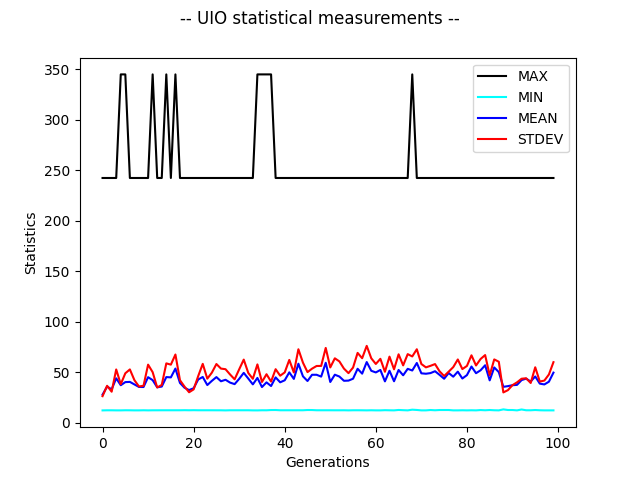 -- UIO statistical measurements --
350
300
250
200
150
100
50
0
Statistics
MAX
MIN
MEAN
STDEV
0 20 40 60 80 100
Generations